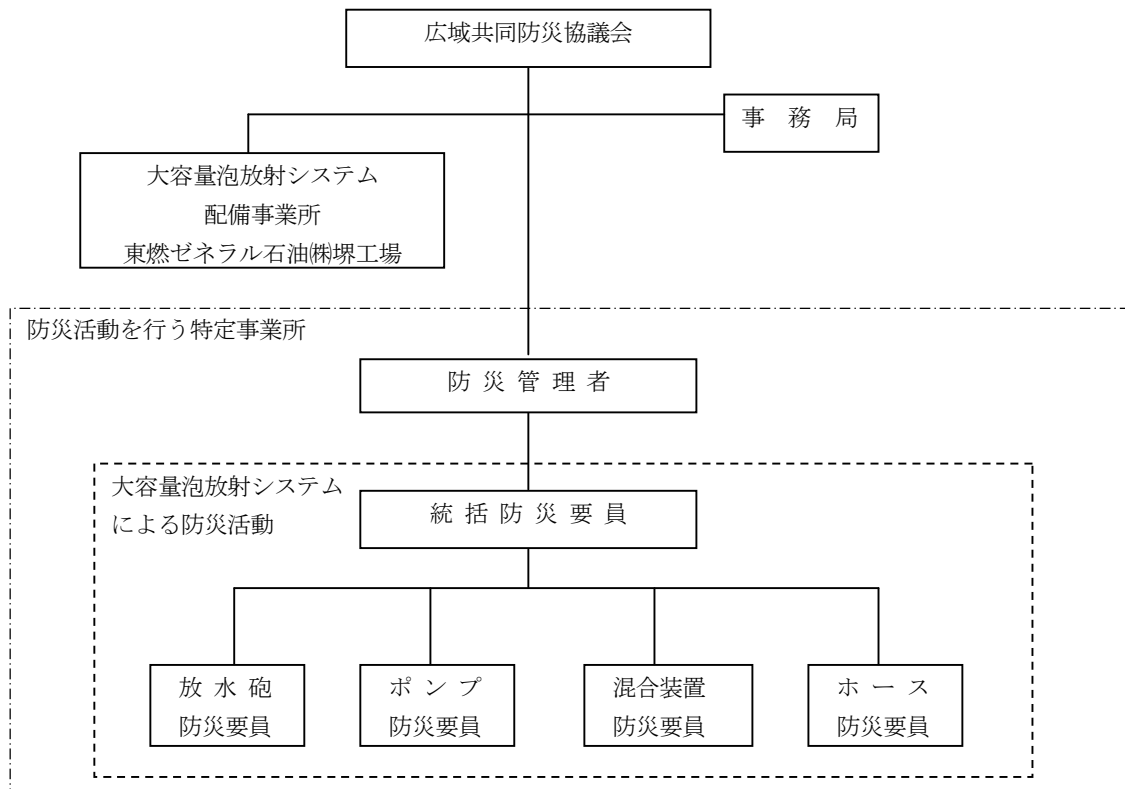 広域共同防災協議会
事　務　局
大容量泡放射システム
配備事業所
東燃ゼネラル石油㈱堺工場
防災活動を行う特定事業所
防 災 管 理 者
大容量泡放射システム
による防災活動
統 括 防 災 要 員
放 水 砲
防災要員
ポ ン プ
防災要員
混合装置
防災要員
ホ ー ス
防災要員